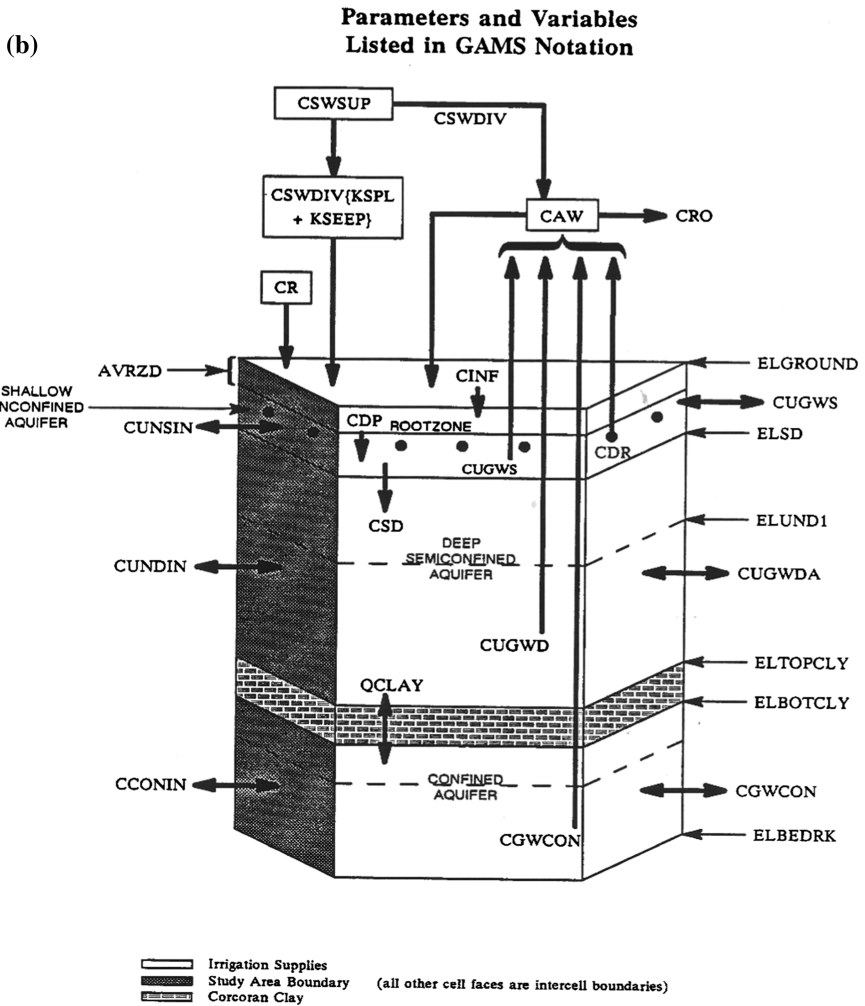 Parameters and Variables
Listed in GAMS Notation
(b)
CSWSUP
CSWDIV
CSWDIV{KSPL
+ KSEEP}
CAW
CRO
CR
AVRZD
ELGROUND
CINF
SHALLOW
NCONFINED
AQUIFER
CUGWS
CDP
ROOTZONE
CUNSIN
ELSD
CDR
CUGWS
CSD
ELUND1
DEEP
SEMICONFINED
AQUIFER
CUNDIN
CUGWDA
CUGWD
ELTOPCLY
QCLAY
ELBOTCLY
CONFINED
AQUIFER
CCONIN
CGWCON
CGWCON
ELBEDRK
Irrigation Supplies
Study Area Boundary (all other cell faces are intercell boundaries)
Corcoran Clay